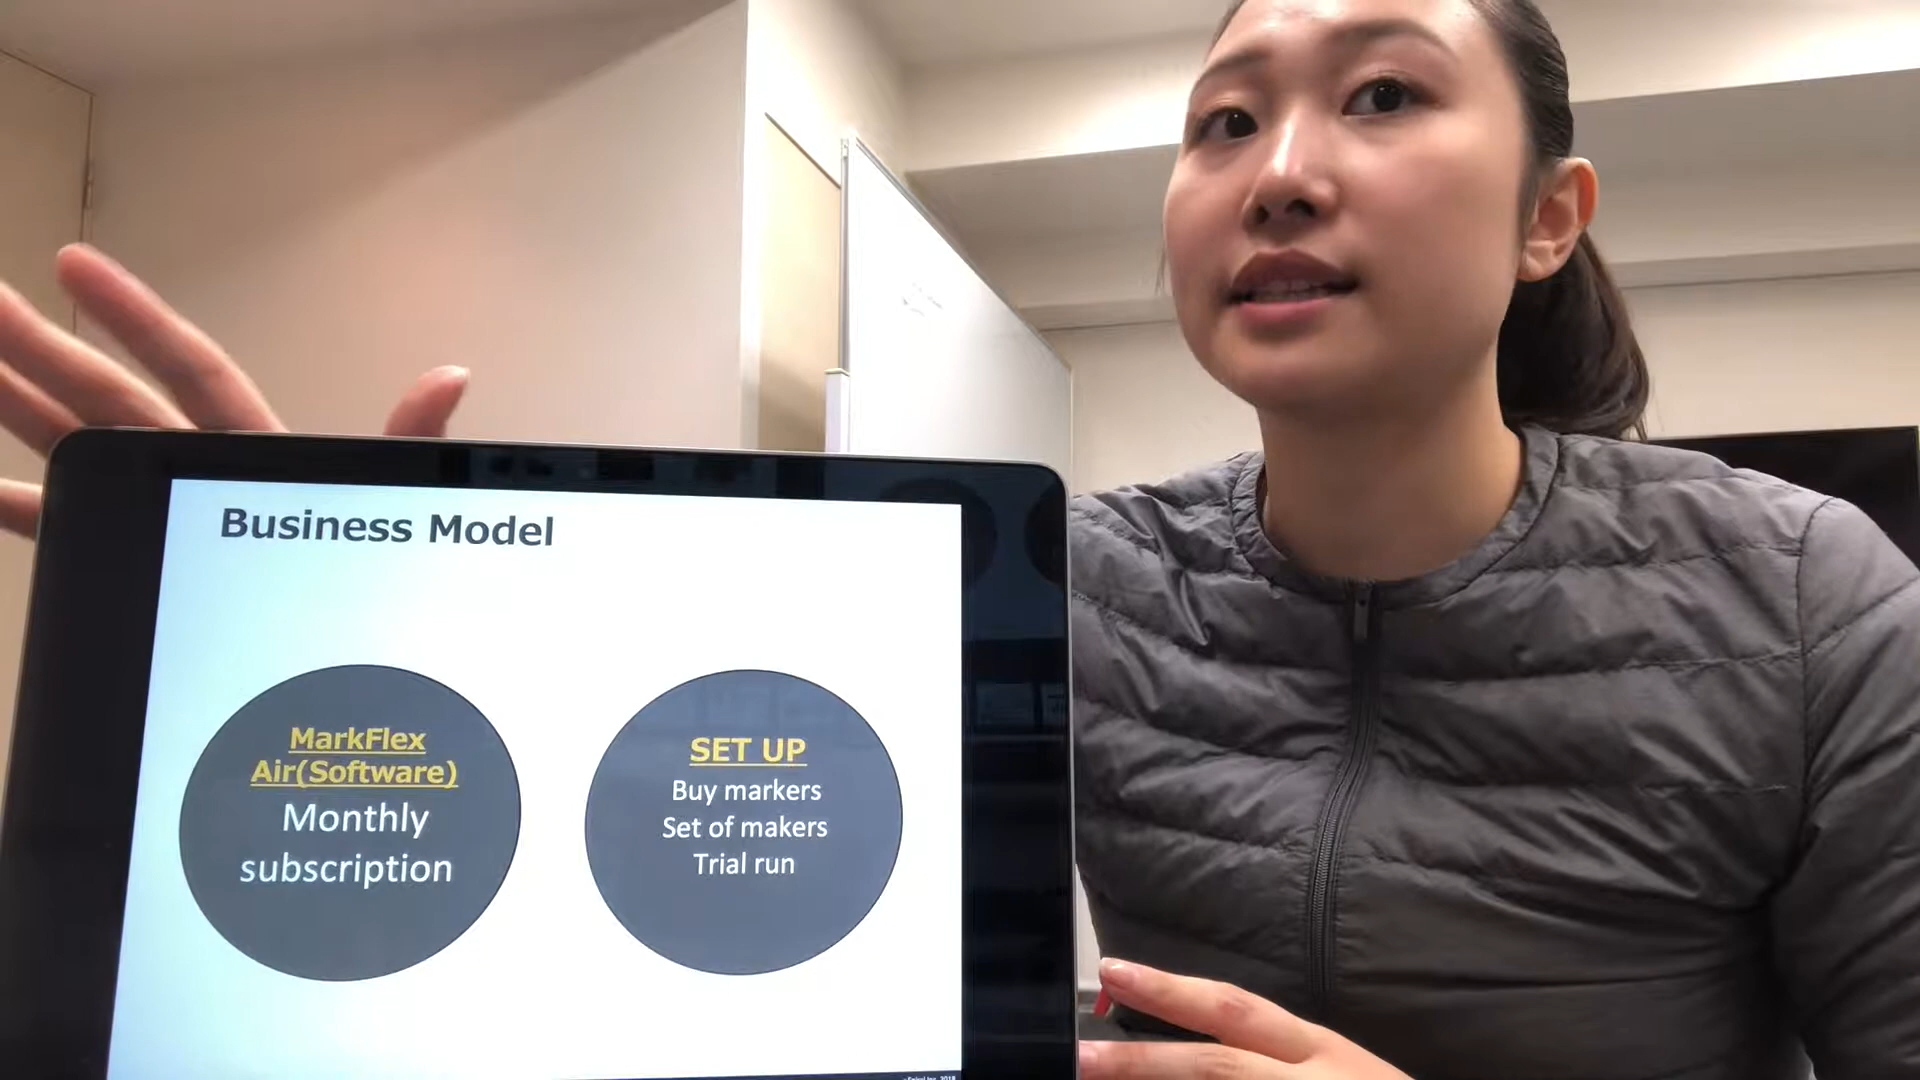 Business Model
MarkFlex
Air(Software)
Monthly
subscription
SET UP
Buy markers
Set of makers
Trial run